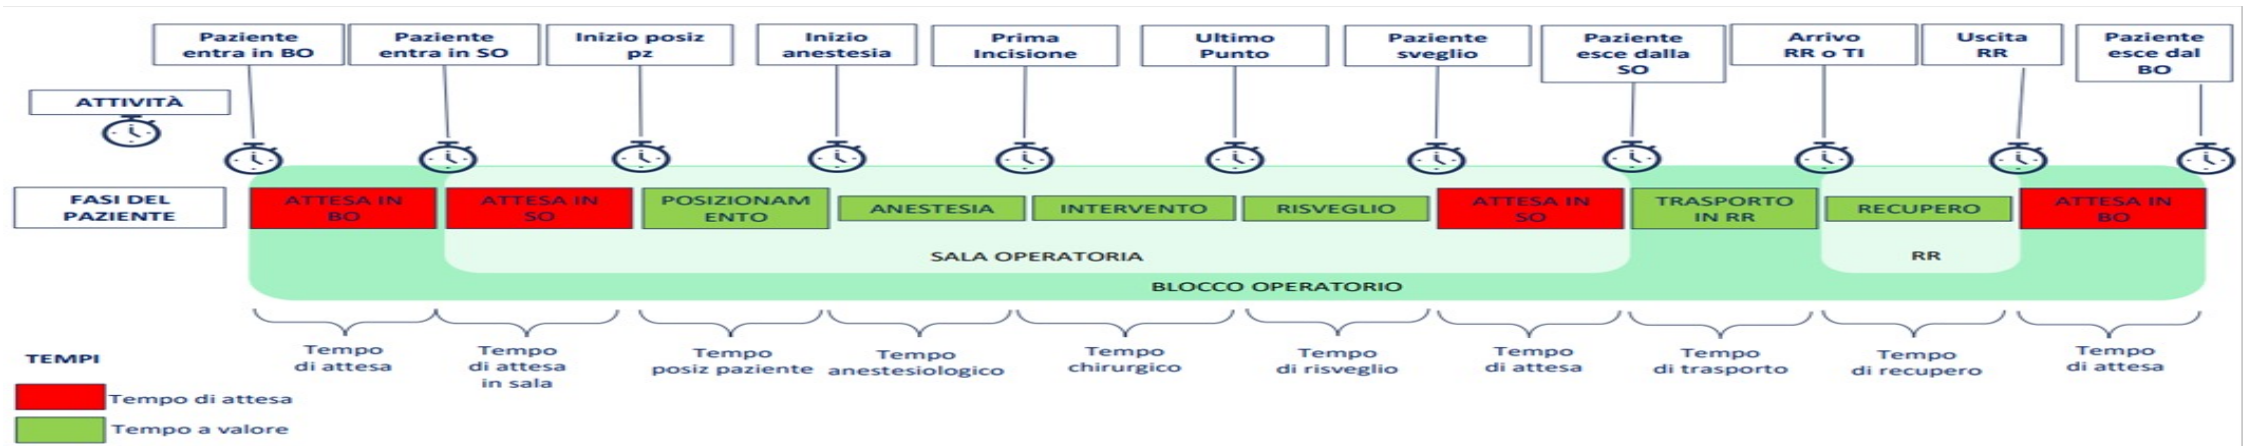 Paziente
entra in BO
Paziente
entra in SO
Inizio posiz
pz
Inizio
anestesia
Prima
Incisione
Ultimo
Punto
Paziente
sveglio
Paziente
esce dalla
SO
Arrivo
RR o TI
Uscita
RR
Paziente
esce dal
BO
ATTIVITÀ
FASI DEL
PAZIENTE
ATTESA IN
BO
ATTESA IN
SO
POSIZIONAM
ENTO
ANESTESIA
INTERVENTO
RISVEGLIO
ATTESA IN
SO
TRASPORTO
IN RR
RECUPERO
ATTESA IN
BO
SALA OPERATORIA
RR
BLOCCO OPERATORIO
Tempo
di attesa
Tempo
di attesa
in sala
Tempo
posiz paziente
Tempo
anestesiologico
Tempo
chirurgico
Tempo
di risveglio
Tempo
di attesa
Tempo
di trasporto
Tempo
di recupero
Tempo
di attesa
TEMPI
Tempo di attesa
Tempo a valore